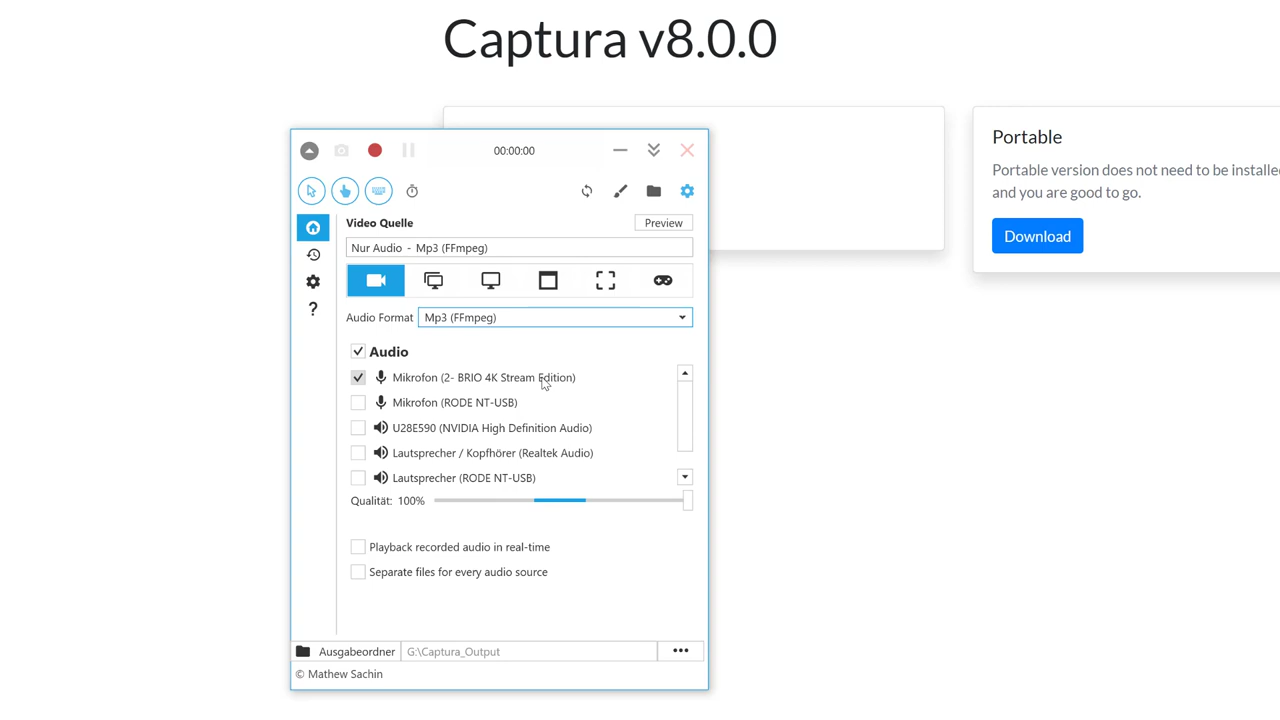 Captura v8.0.0
Portable
Portable version does not need to be installe
and you are good to go.
Download
00:00:00
Video Quelle
Preview
Nur Audio - Mp3 (FFmpeg)
Audio Format
Mp3 (FFmpeg)
Audio
Mikrofon (2- BRIO 4K Stream Edition)
Mikrofon (RODE NT-USB)
U28E590 (NVIDIA High Definition Audio)
Lautsprecher / Kopfhörer (Realtek Audio)
Lautsprecher (RODE NT-USB)
Qualität: 100%
Playback recorded audio in real-time
Separate files for every audio source
Ausgabeordner
G:\Captura_Output
© Mathew Sachin